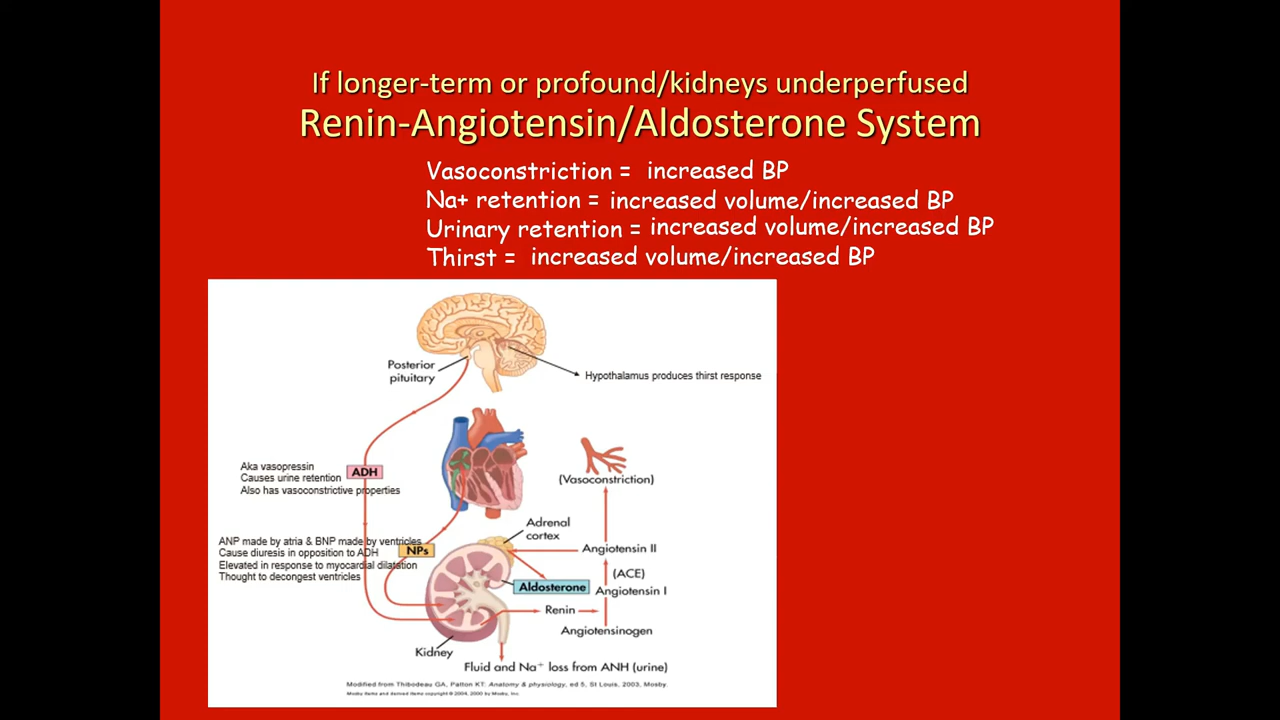 If longer-term or profound/kidneys underperfused
Renin-Angiotensin/Aldosterone System
Vasoconstriction = increased BP
Na+ retention = increased volume/increased BP
Urinary retention = increased volume/increased BP
Thirst = increased volume/increased BP
Posterior
pituitary
Hypothalamus produces thirst response
Aka vasopressin
Causes urine retention
Also has vasoconstrictive properties
ADH
(Vasoconstriction)
Adrenal
cortex
ANP made by atria & BNP made by ventricles
Cause diuresis in opposition to ADH
Elevated in response to myocardial dilatation
Thought to decongest ventricles
NPs
Angiotensin II
(ACE)
Aldosterone
Angiotensin I
Renin
Angiotensinogen
Kidney
Fluid and Na⁺ loss from ANH (urine)
Modified from Thibodeau GA, Patton KT: Anatomy & physiology, ed 5, St Louis, 2003, Mosby.
Mosby items and derived items copyright © 2004, 2000 by Mosby, Inc.